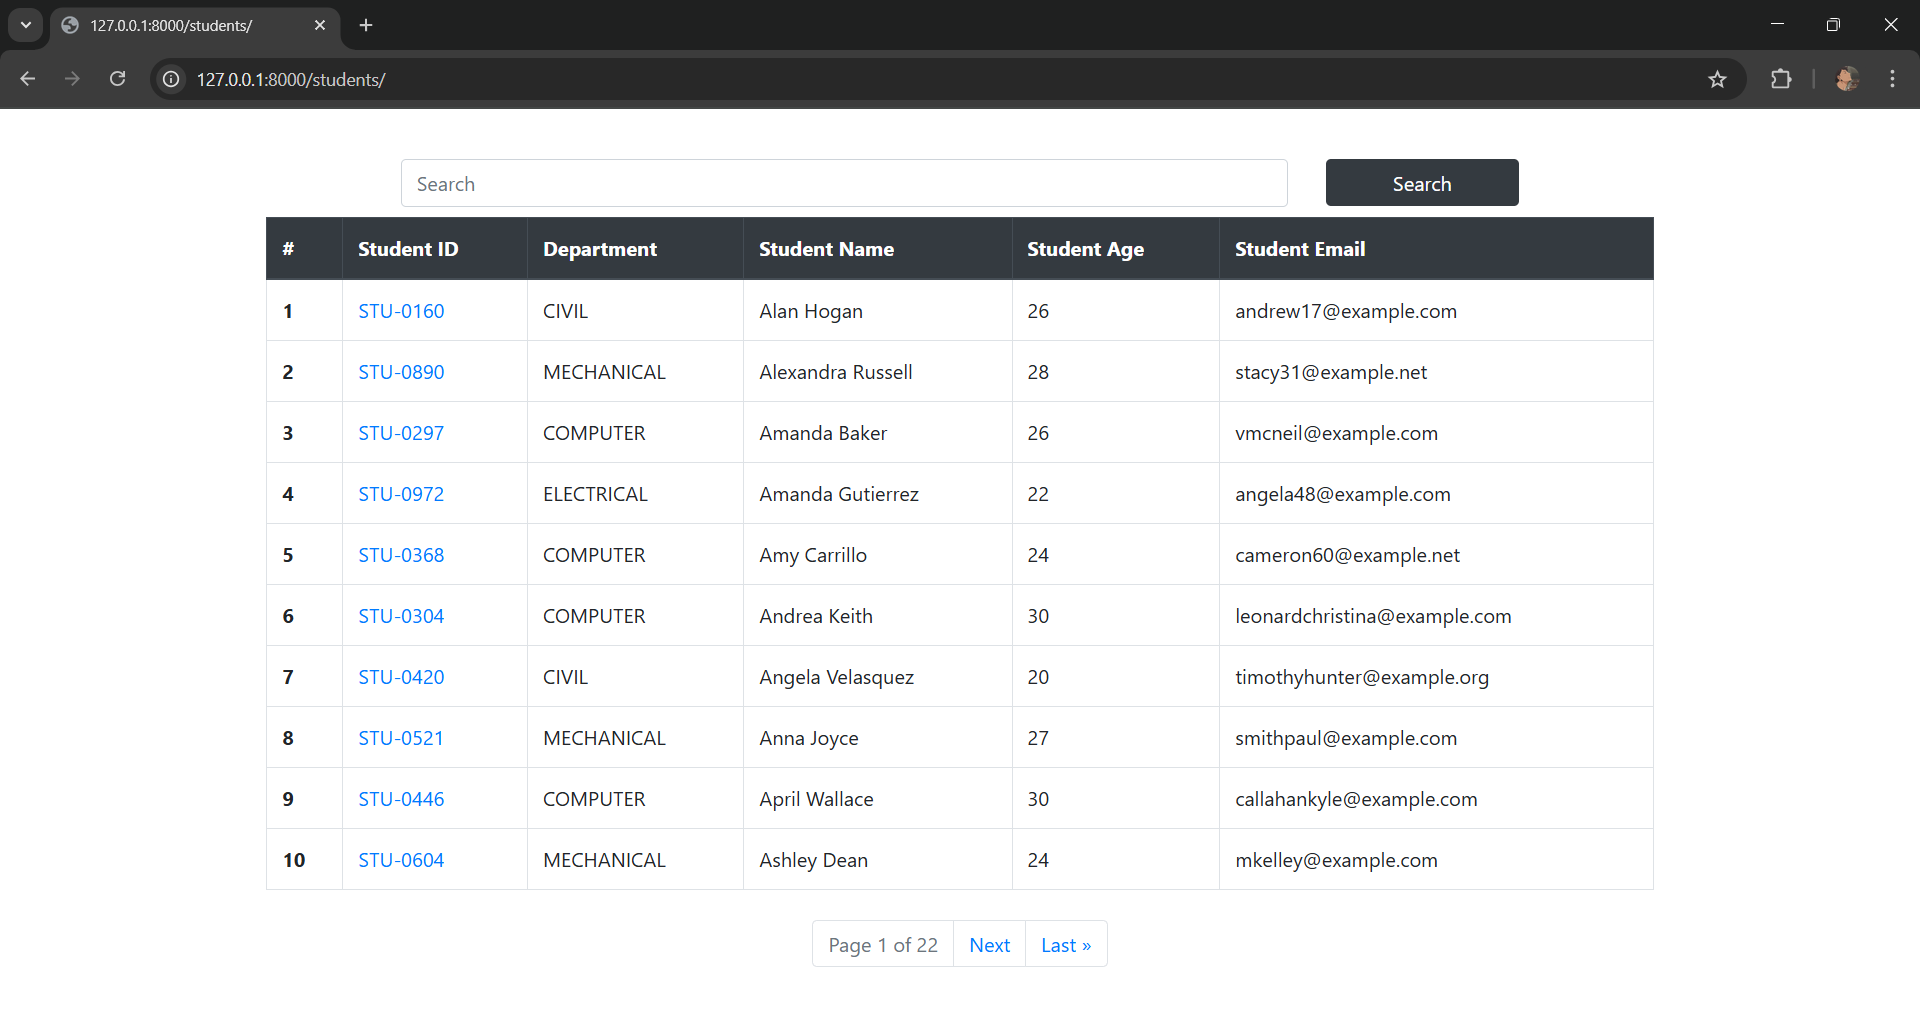 127.0.0.1:8000/students/
127.0.0.1:8000/students/
Search Search
# Student ID Department Student Name Student Age Student Email
1 STU-0160 CIVIL Alan Hogan 26 andrew17@example.com
2 STU-0890 MECHANICAL Alexandra Russell 28 stacy31@example.net
3 STU-0297 COMPUTER Amanda Baker 26 vmcneil@example.com
4 STU-0972 ELECTRICAL Amanda Gutierrez 22 angela48@example.com
5 STU-0368 COMPUTER Amy Carrillo 24 cameron60@example.net
6 STU-0304 COMPUTER Andrea Keith 30 leonardchristina@example.com
7 STU-0420 CIVIL Angela Velasquez 20 timothyhunter@example.org
8 STU-0521 MECHANICAL Anna Joyce 27 smithpaul@example.com
9 STU-0446 COMPUTER April Wallace 30 callahankyle@example.com
10 STU-0604 MECHANICAL Ashley Dean 24 mkelley@example.com
Page 1 of 22 Next Last »